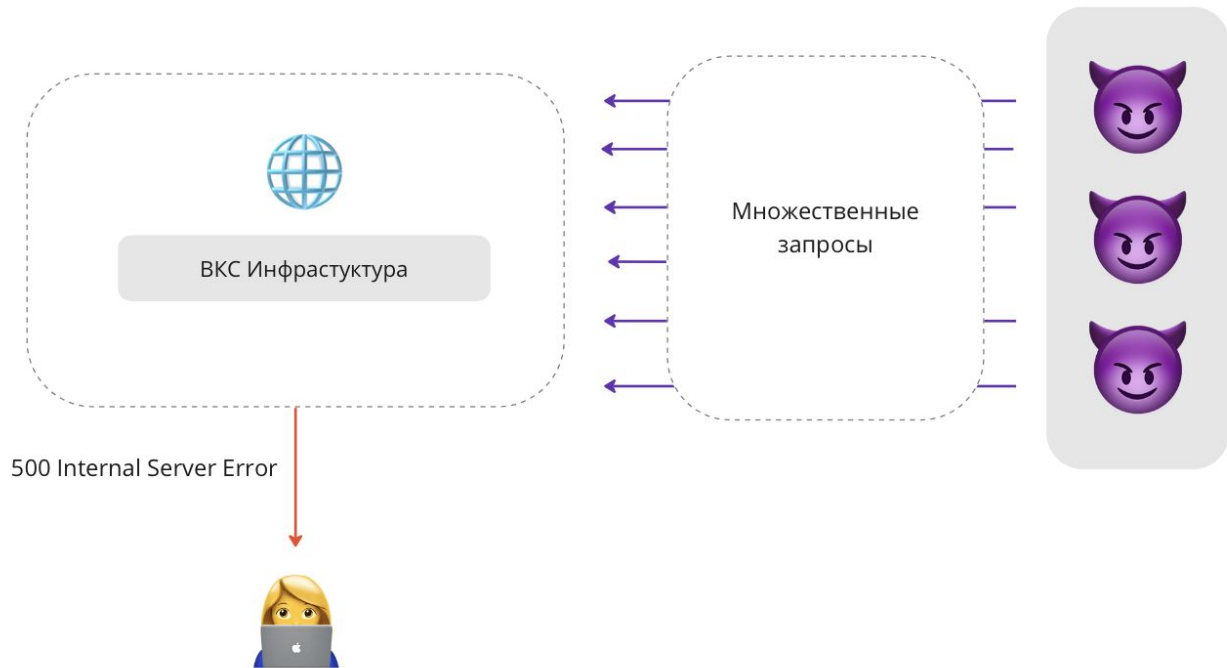 Множественные
запросы
ВКС Инфрастуктура
500 Internal Server Error